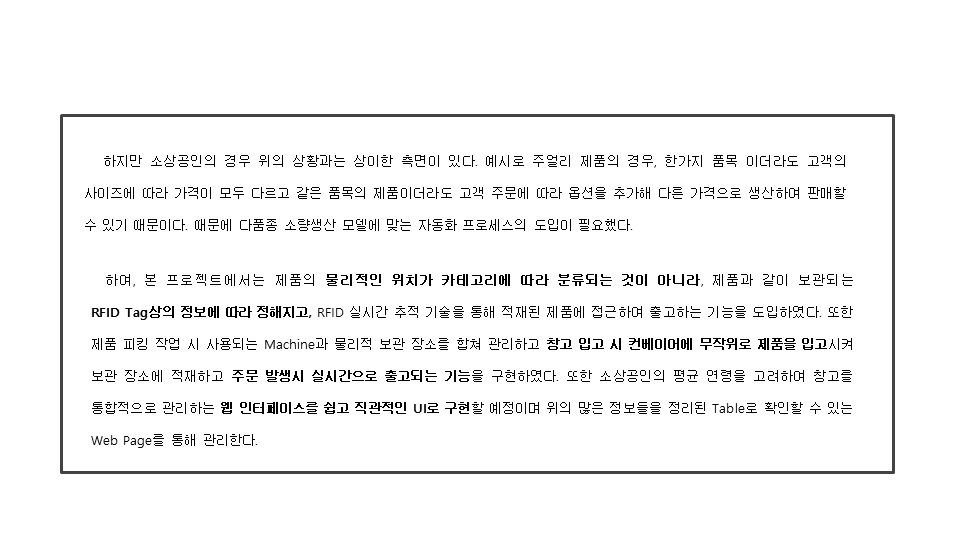 하지만 소상공인의 경우 위의 상황과는 상이한 측면이 있다. 예시로 주얼리 제품의 경우, 한가지 품목 이더라도 고객의
사이즈에 따라 가격이 모두 다르고 같은 품목의 제품이더라도 고객 주문에 따라 옵션을 추가해 다른 가격으로 생산하여 판매할
수 있기 때문이다. 때문에 다품종 소량생산 모델에 맞는 자동화 프로세스의 도입이 필요했다.
하여, 본 프로젝트에서는 제품의 물리적인 위치가 카테고리에 따라 분류되는 것이 아니라, 제품과 같이 보관되는
RFID Tag상의 정보에 따라 정해지고, RFID 실시간 추적 기술을 통해 적재된 제품에 접근하여 출고하는 기능을 도입하였다. 또한
제품 피킹 작업 시 사용되는 Machine과 물리적 보관 장소를 합쳐 관리하고 창고 입고 시 컨베이어에 무작위로 제품을 입고시켜
보관 장소에 적재하고 주문 발생시 실시간으로 출고되는 기능을 구현하였다. 또한 소상공인의 평균 연령을 고려하여 창고를
통합적으로 관리하는 웹 인터페이스를 쉽고 직관적인 UI로 구현할 예정이며 위의 많은 정보들을 정리된 Table로 확인할 수 있는
Web Page를 통해 관리한다.